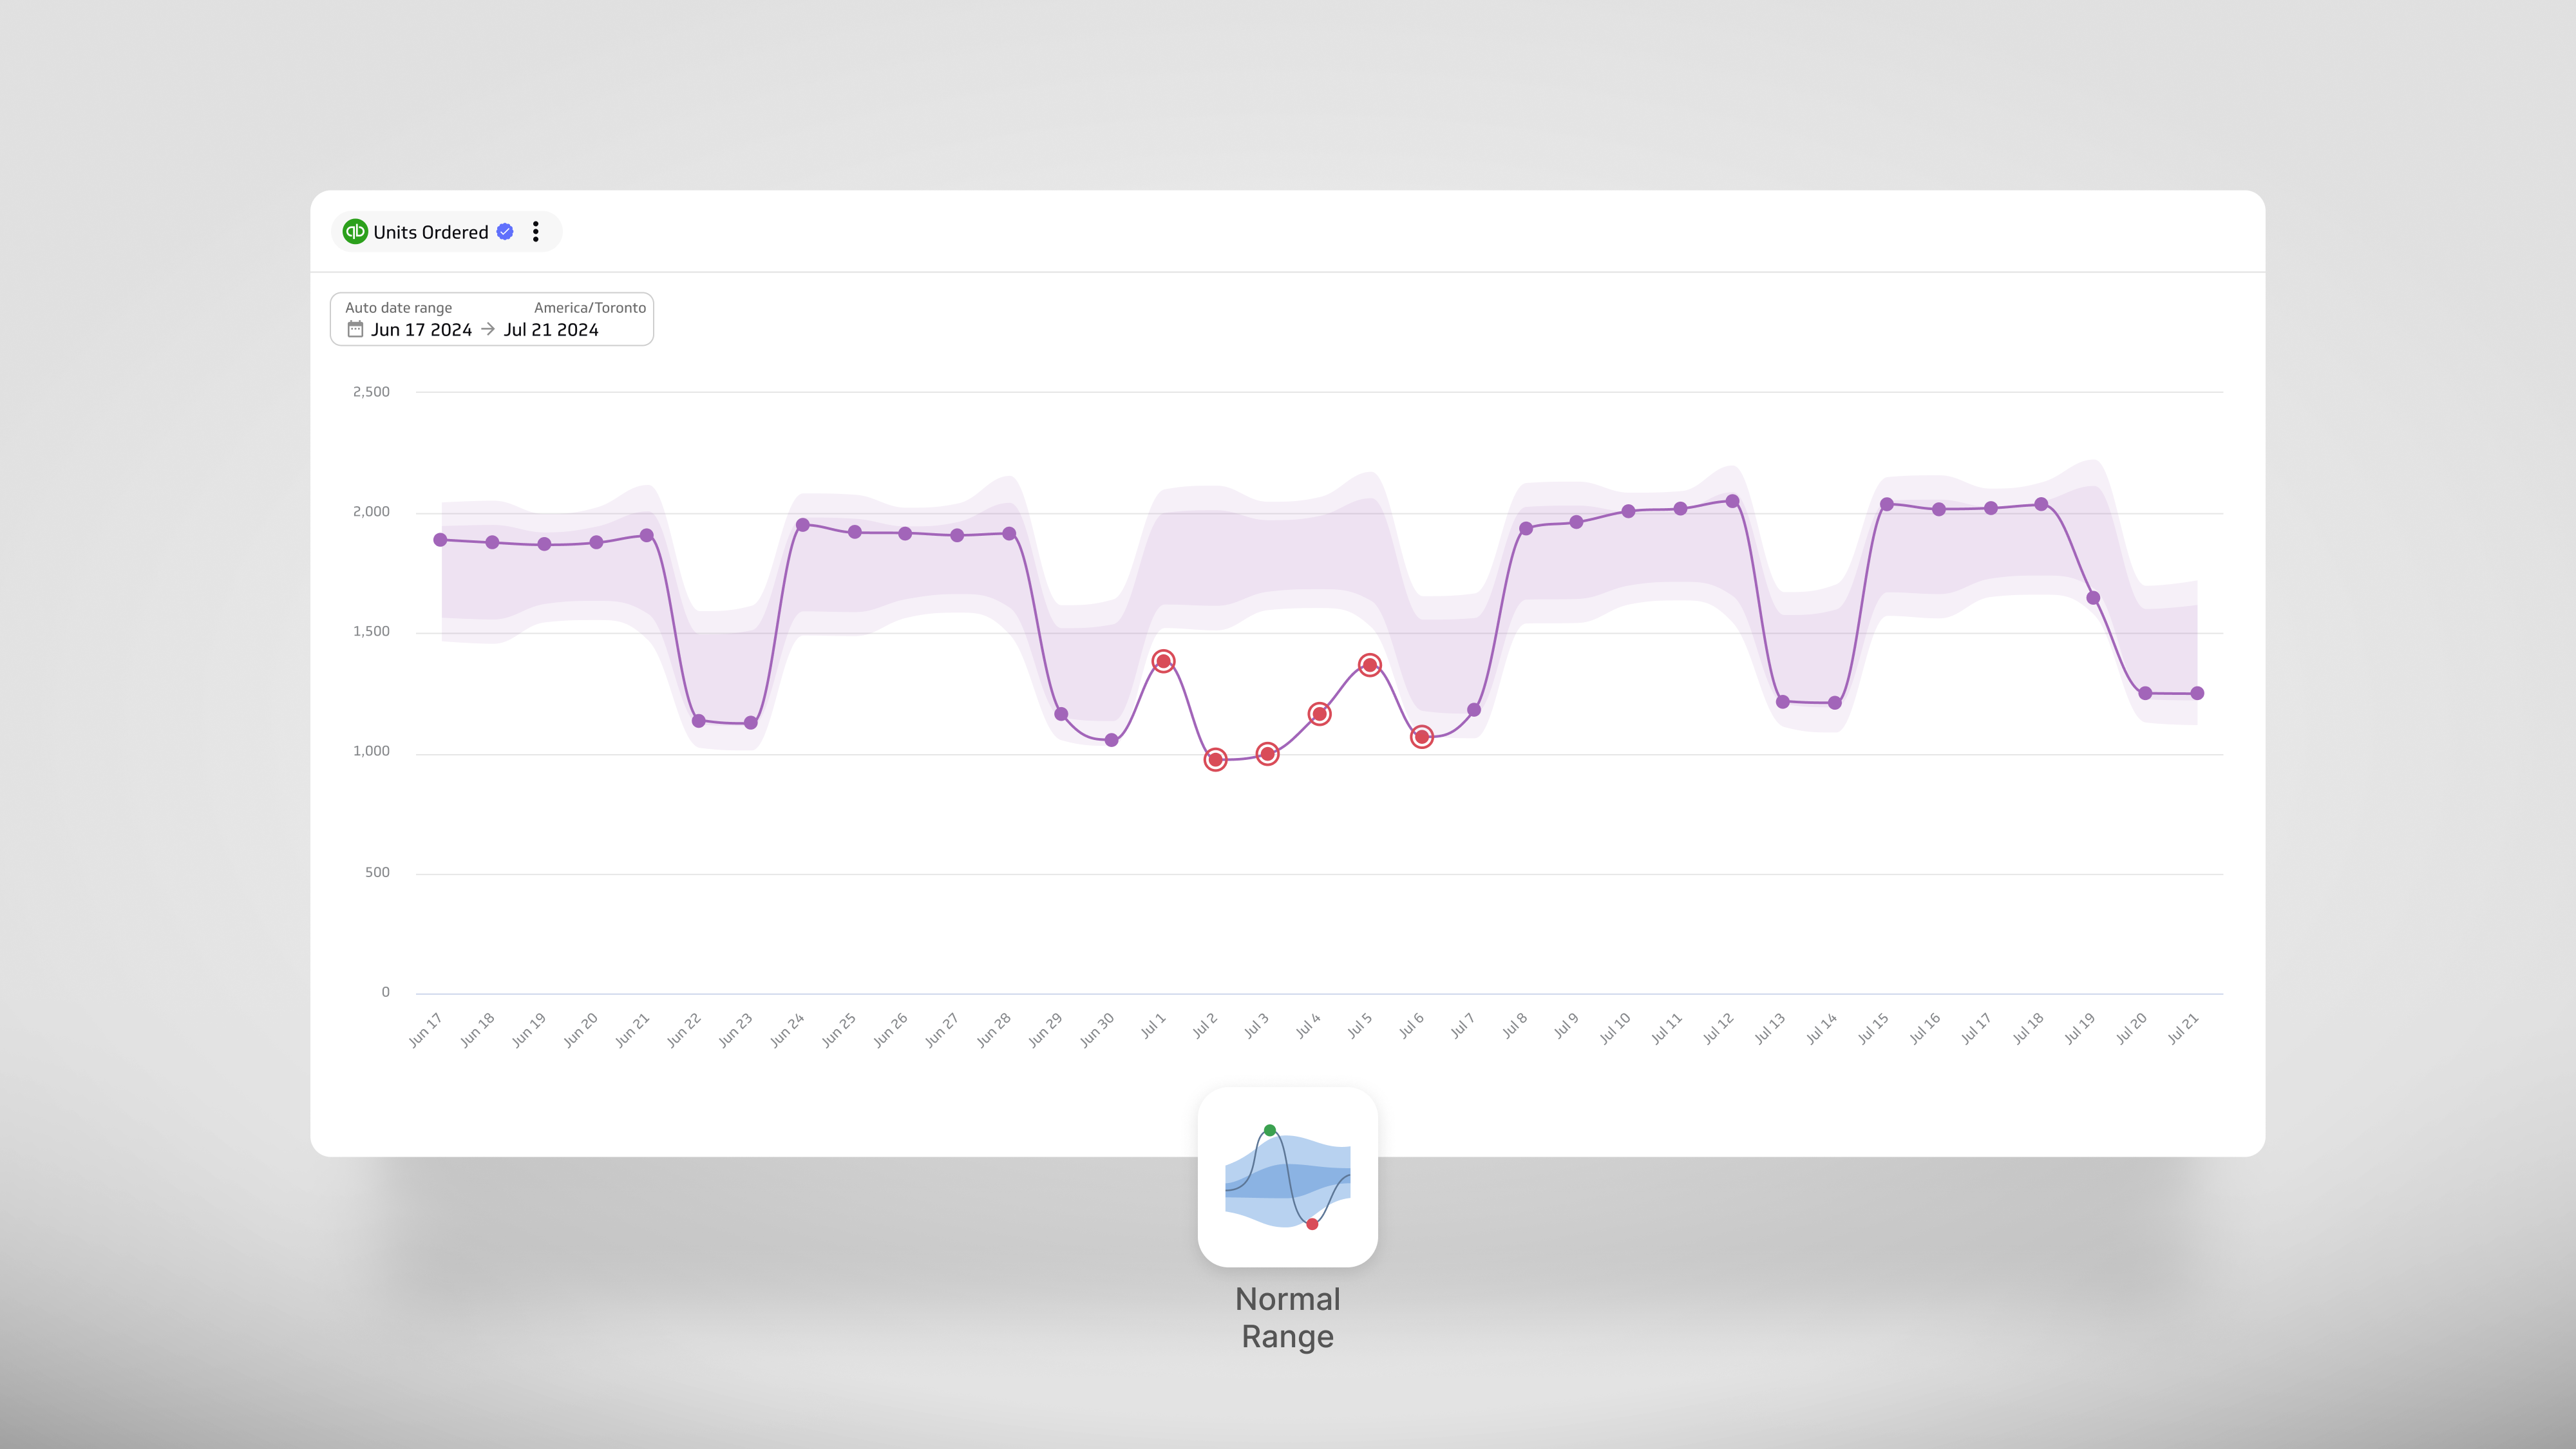 qb Units Ordered
Auto date range America/Toronto
Jun 17 2024 → Jul 21 2024
2,500
2,000
1,500
1,000
500
0
Jun 17 Jun 18 Jun 19 Jun 20 Jun 21 Jun 22 Jun 23 Jun 24 Jun 25 Jun 26 Jun 27 Jun 28 Jun 29 Jun 30 Jul 1 Jul 2 Jul 3 Jul 4 Jul 5 Jul 6 Jul 7 Jul 8 Jul 9 Jul 10 Jul 11 Jul 12 Jul 13 Jul 14 Jul 15 Jul 16 Jul 17 Jul 18 Jul 19 Jul 20 Jul 21
Normal
Range